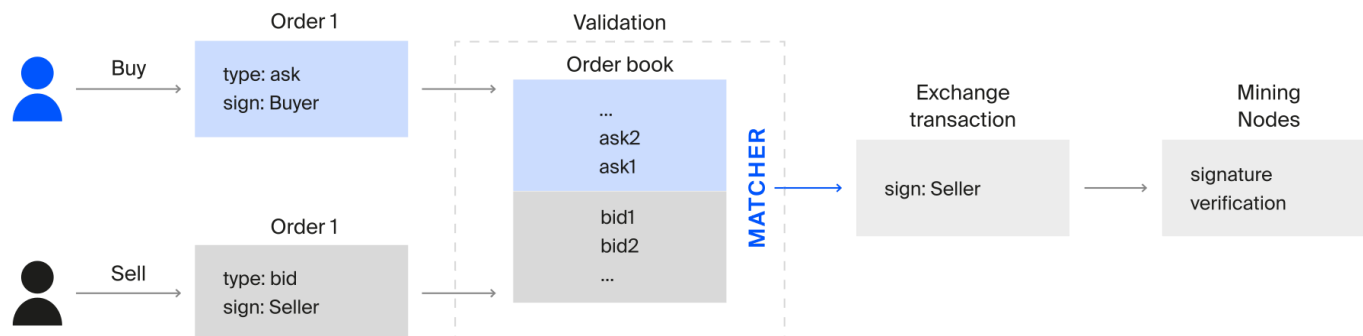 Order 1
Buy
type: ask
sign: Buyer
Order 1
Sell
type: bid
sign: Seller
Validation
Order book
...
ask2
ask1
bid1
bid2
...
MATCHER
Exchange
transaction
sign: Seller
Mining
Nodes
signature
verification